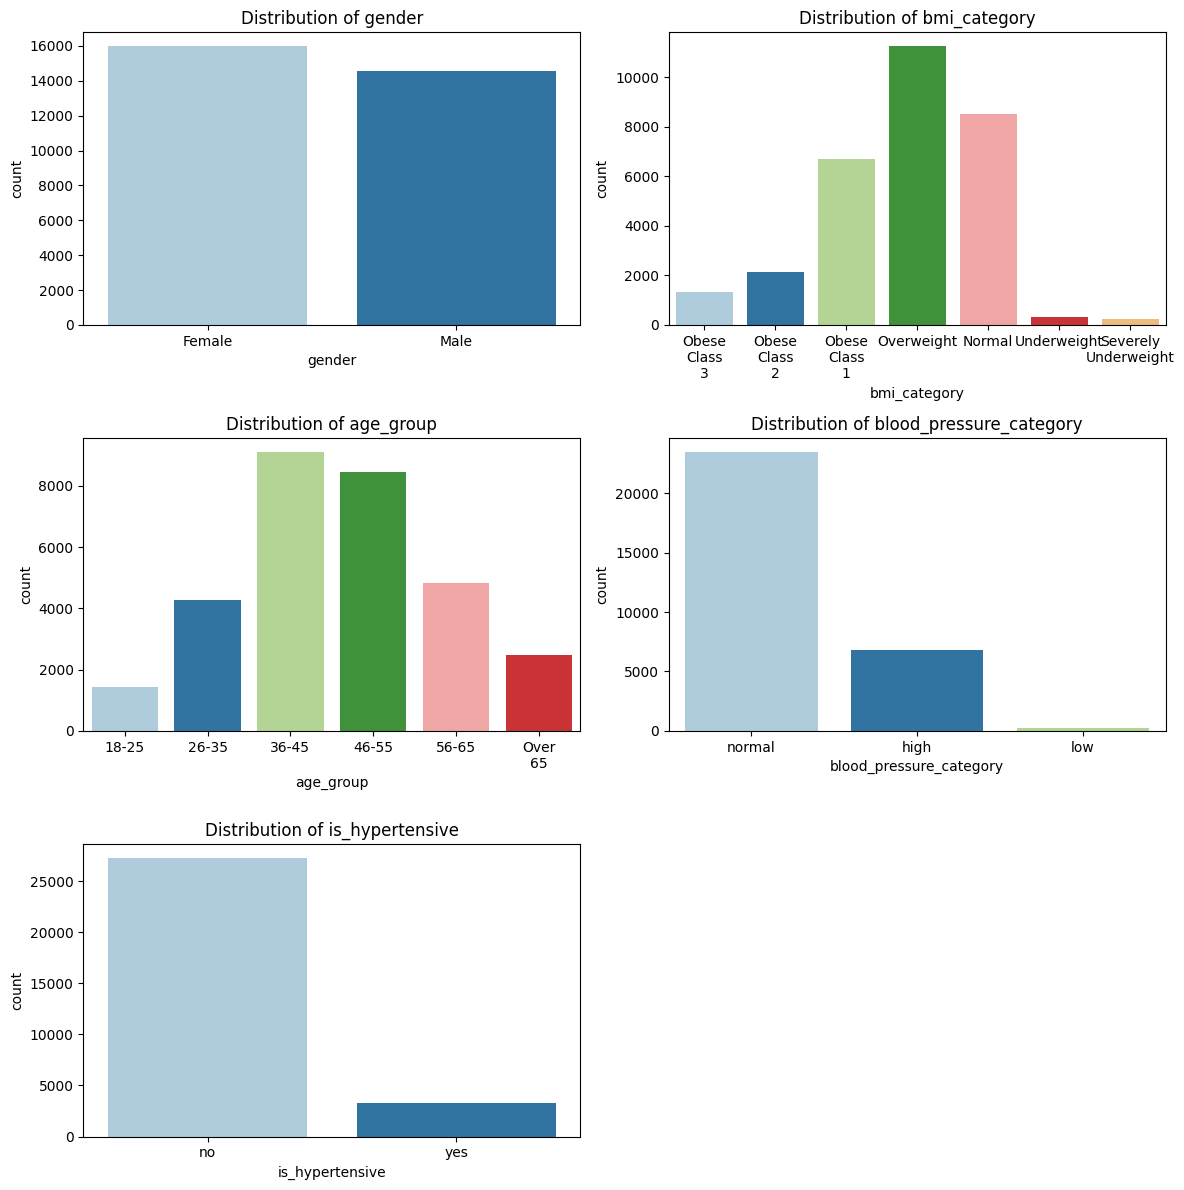 Distribution of gender
16000
14000
12000
10000
8000
6000
4000
2000
0
count
Female
Male
gender
Distribution of bmi_category
10000
8000
6000
4000
2000
0
count
Obese
Class
3
Obese
Class
2
Obese
Class
1
Overweight
Normal
Underweight
Severely
Underweight
bmi_category
Distribution of age_group
8000
6000
4000
2000
0
count
18-25
26-35
36-45
46-55
56-65
Over
65
age_group
Distribution of blood_pressure_category
20000
15000
10000
5000
0
count
normal
high
low
blood_pressure_category
Distribution of is_hypertensive
25000
20000
15000
10000
5000
0
count
no
yes
is_hypertensive